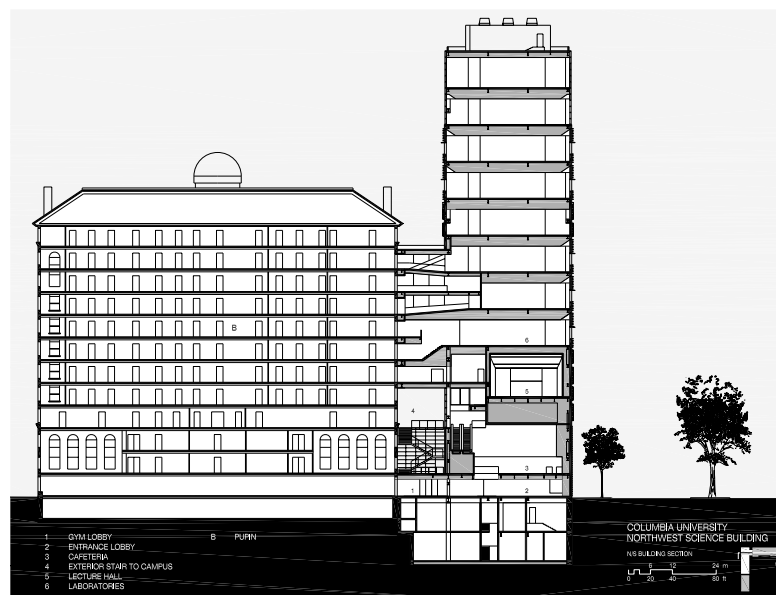 B
6
5
4
3
1
2
1 GYM LOBBY B PUPIN
2 ENTRANCE LOBBY
3 CAFETERIA
4 EXTERIOR STAIR TO CAMPUS
5 LECTURE HALL
6 LABORATORIES
COLUMBIA UNIVERSITY
NORTHWEST SCIENCE BUILDING
N/S BUILDING SECTION
6 12 24 m
0 20 40 80 ft